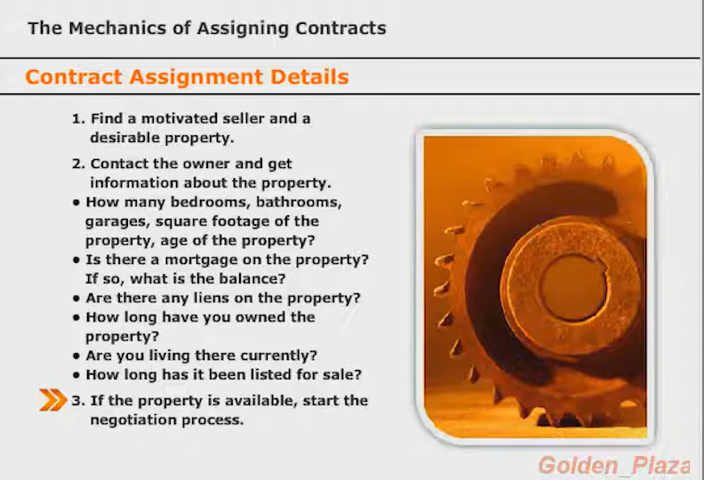 The Mechanics of Assigning Contracts
Contract Assignment Details
1. Find a motivated seller and a
desirable property.
2. Contact the owner and get
information about the property.
• How many bedrooms, bathrooms,
garages, square footage of the
property, age of the property?
• Is there a mortgage on the property?
If so, what is the balance?
• Are there any liens on the property?
• How long have you owned the
property?
• Are you living there currently?
• How long has it been listed for sale?
3. If the property is available, start the
negotiation process.
Golden_Plaza